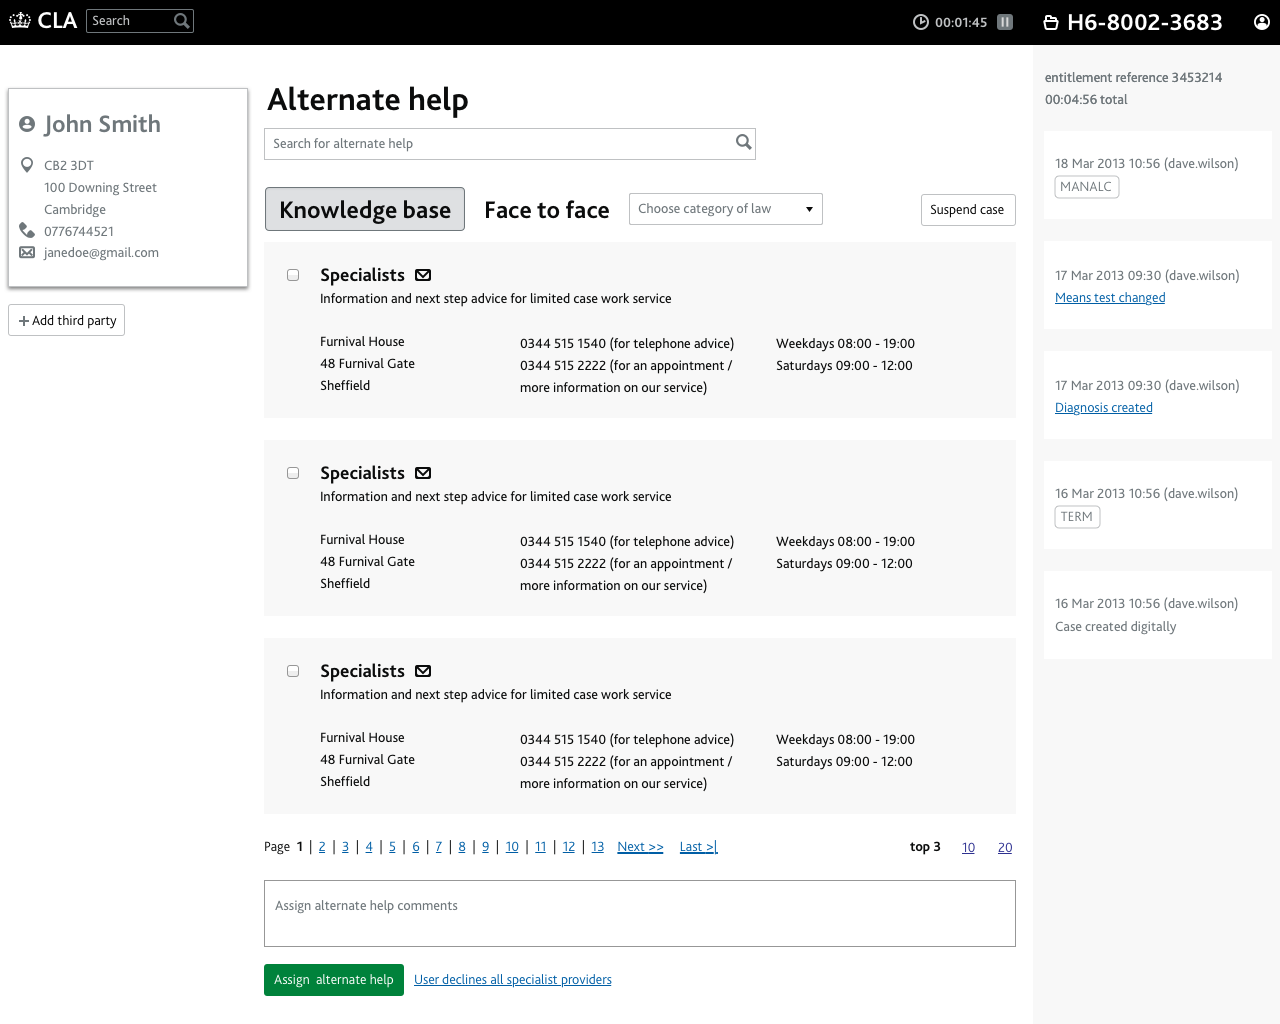 CLA
Search
00:01:45
H6-8002-3683
John Smith
CB2 3DT
100 Downing Street
Cambridge
0776744521
janedoe@gmail.com
Add third party
Alternate help
Search for alternate help
Knowledge base
Face to face
Choose category of law
Suspend case
Specialists
Information and next step advice for limited case work service
Furnival House
48 Furnival Gate
Sheffield
0344 515 1540 (for telephone advice)
0344 515 2222 (for an appointment /
more information on our service)
Weekdays 08:00 - 19:00
Saturdays 09:00 - 12:00
Specialists
Information and next step advice for limited case work service
Furnival House
48 Furnival Gate
Sheffield
0344 515 1540 (for telephone advice)
0344 515 2222 (for an appointment /
more information on our service)
Weekdays 08:00 - 19:00
Saturdays 09:00 - 12:00
Specialists
Information and next step advice for limited case work service
Furnival House
48 Furnival Gate
Sheffield
0344 515 1540 (for telephone advice)
0344 515 2222 (for an appointment /
more information on our service)
Weekdays 08:00 - 19:00
Saturdays 09:00 - 12:00
Page 1 | 2 | 3 | 4 | 5 | 6 | 7 | 8 | 9 | 10 | 11 | 12 | 13 Next >> Last >|
top 3 10 20
Assign alternate help comments
Assign alternate help
User declines all specialist providers
entitlement reference 3453214
00:04:56 total
18 Mar 2013 10:56 (dave.wilson)
MANALC
17 Mar 2013 09:30 (dave.wilson)
Means test changed
17 Mar 2013 09:30 (dave.wilson)
Diagnosis created
16 Mar 2013 10:56 (dave.wilson)
TERM
16 Mar 2013 10:56 (dave.wilson)
Case created digitally